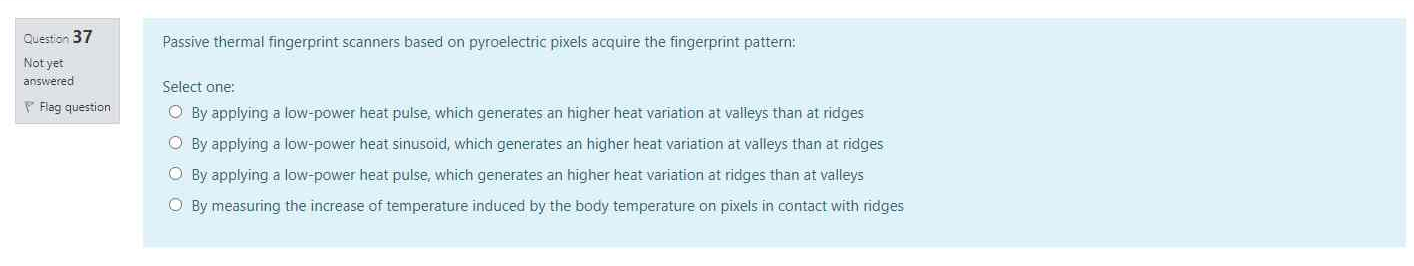 Question 37
Not yet
answered
Flag question
Passive thermal fingerprint scanners based on pyroelectric pixels acquire the fingerprint pattern:
Select one:
By applying a low-power heat pulse, which generates an higher heat variation at valleys than at ridges
By applying a low-power heat sinusoid, which generates an higher heat variation at valleys than at ridges
By applying a low-power heat pulse, which generates an higher heat variation at ridges than at valleys
By measuring the increase of temperature induced by the body temperature on pixels in contact with ridges